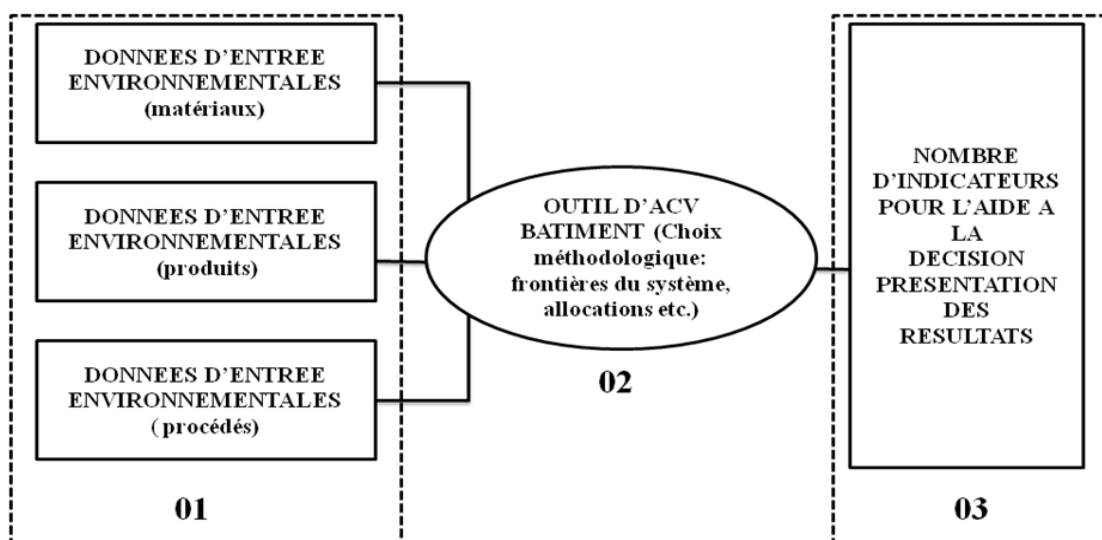 DONNEES D'ENTREE
ENVIRONNEMENTALES
(matériaux)
DONNEES D'ENTREE
ENVIRONNEMENTALES
(produits)
DONNEES D'ENTREE
ENVIRONNEMENTALES
( procédés)
01
OUTIL D'ACV
BATIMENT (Choix
méthodologique:
frontières du système,
allocations etc.)
02
NOMBRE
D'INDICATEURS
POUR L'AIDE A
LA
DECISION
PRESENTATION
DES
RESULTATS
03